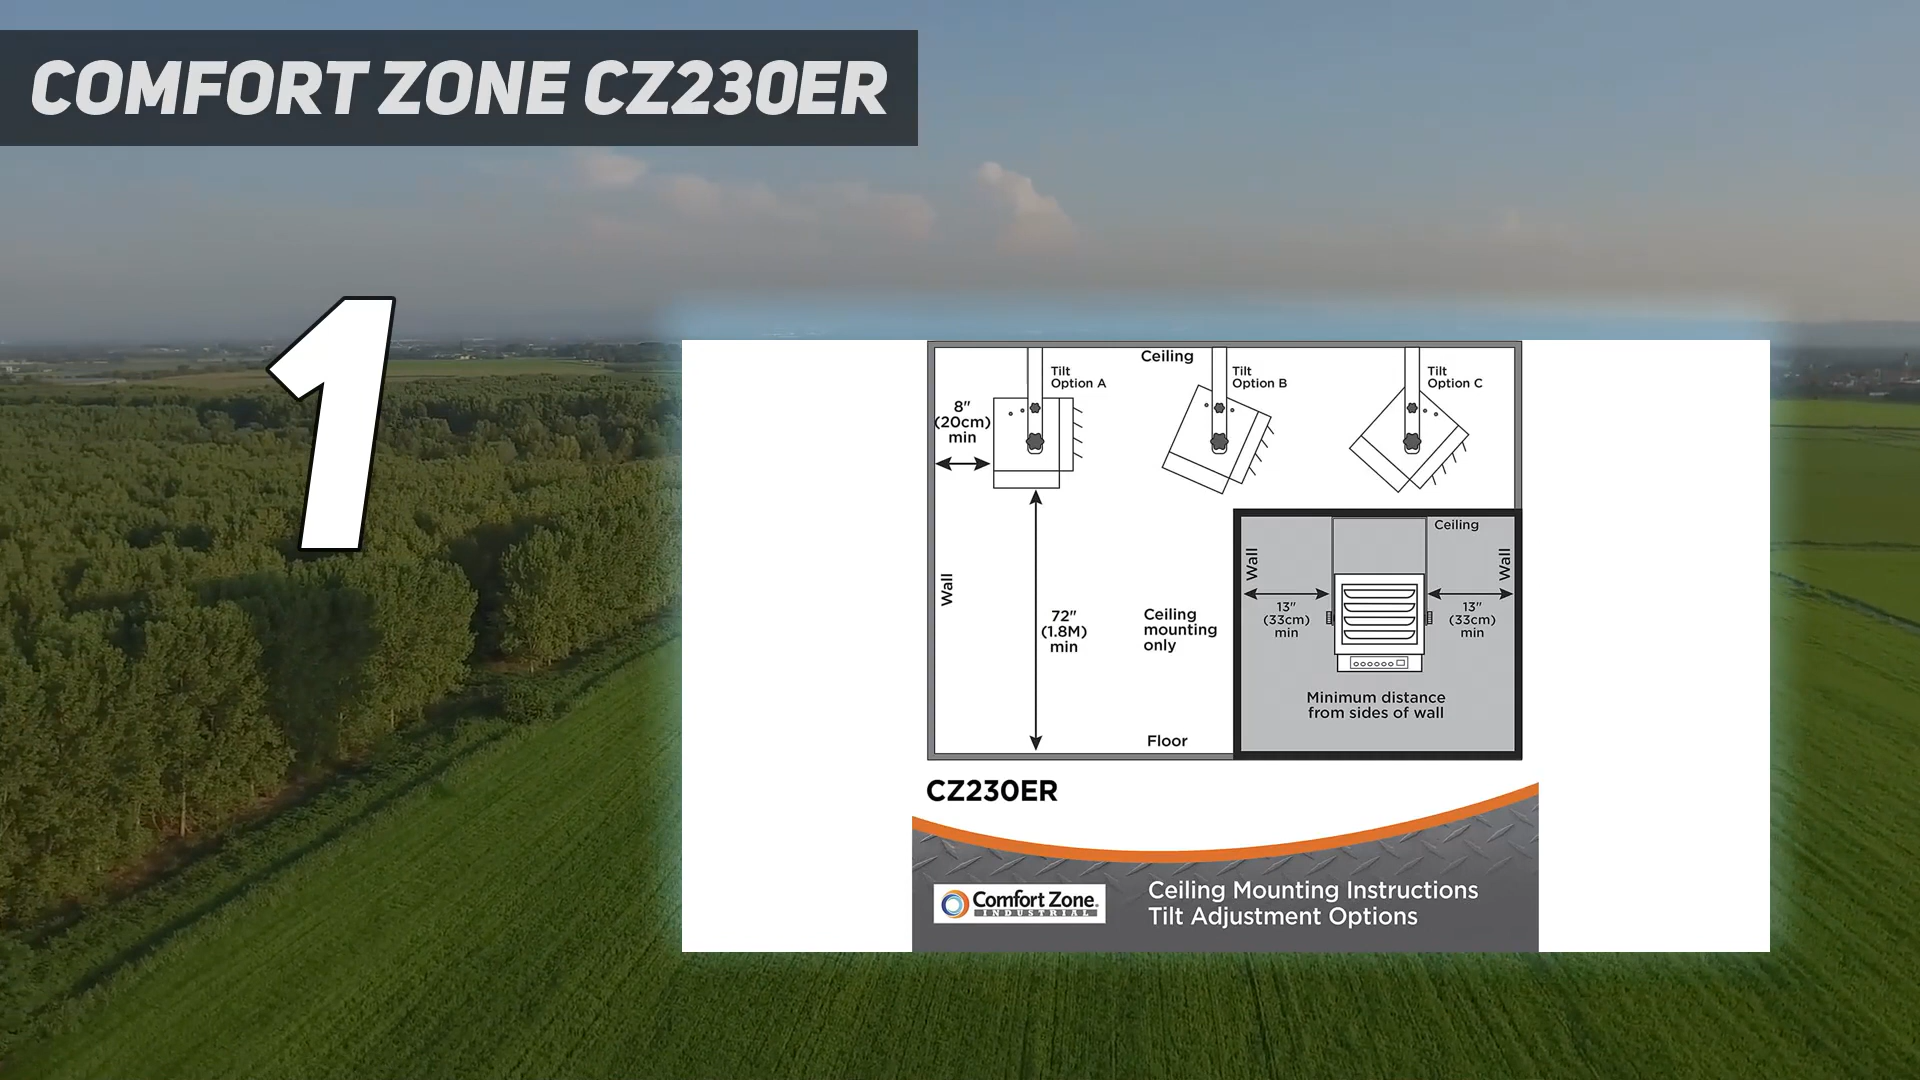 COMFORT ZONE CZ230ER
1
Ceiling
Tilt
Option A
Tilt
Option B
Tilt
Option C
8"
(20cm)
min
Wall
72"
(1.8M)
min
Ceiling
mounting
only
Floor
Ceiling
Wall
Wall
13"
(33cm)
min
13"
(33cm)
min
Minimum distance
from sides of wall
CZ230ER
Comfort Zone®
INDUSTRIAL
Ceiling Mounting Instructions
Tilt Adjustment Options